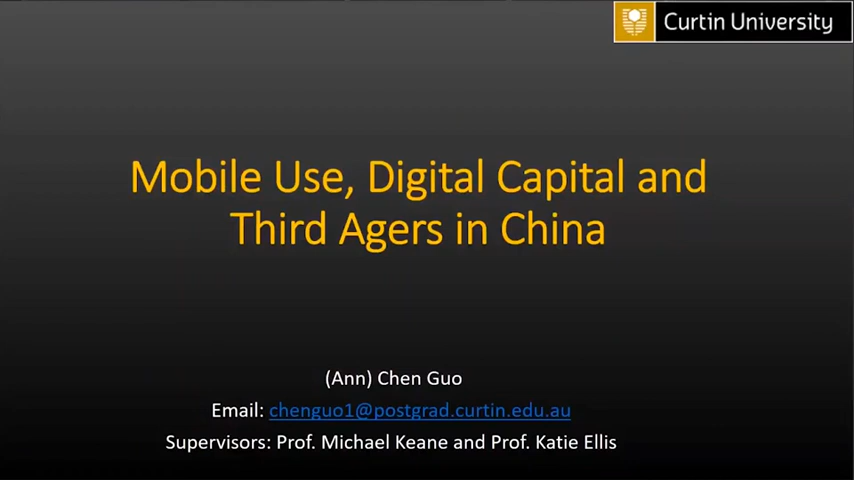 Curtin University
Mobile Use, Digital Capital and
Third Agers in China
(Ann) Chen Guo
Email: chenguo1@postgrad.curtin.edu.au
Supervisors: Prof. Michael Keane and Prof. Katie Ellis